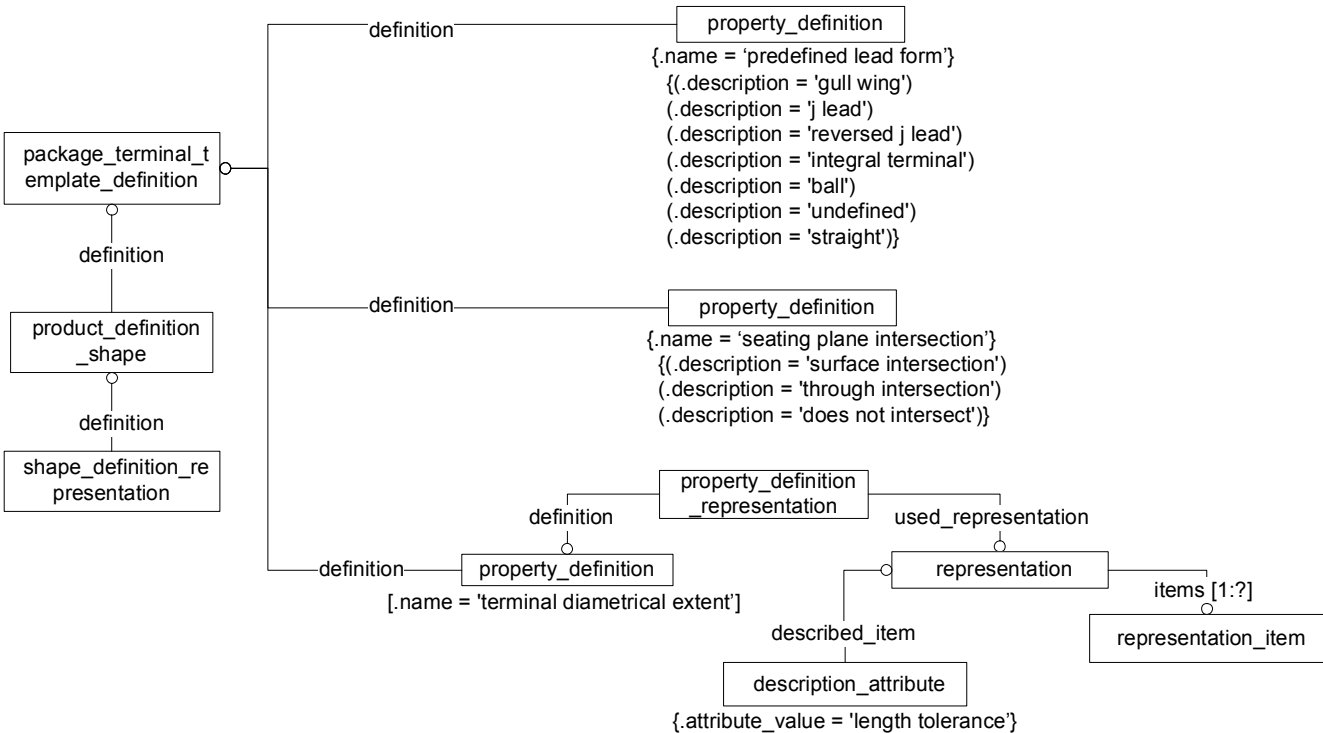 definition
property_definition
{.name = ‘predefined lead form’}
{(.description = 'gull wing')
(.description = 'j lead')
(.description = 'reversed j lead')
(.description = 'integral terminal')
(.description = 'ball')
(.description = 'undefined')
(.description = 'straight')}
package_terminal_t
emplate_definition
definition
product_definition
_shape
definition
shape_definition_re
presentation
definition
property_definition
{.name = ‘seating plane intersection’}
{(.description = 'surface intersection')
(.description = 'through intersection')
(.description = 'does not intersect')}
property_definition
_representation
definition
used_representation
definition
property_definition
[.name = 'terminal diametrical extent’]
representation
items [1:?]
representation_item
described_item
description_attribute
{.attribute_value = 'length tolerance’}